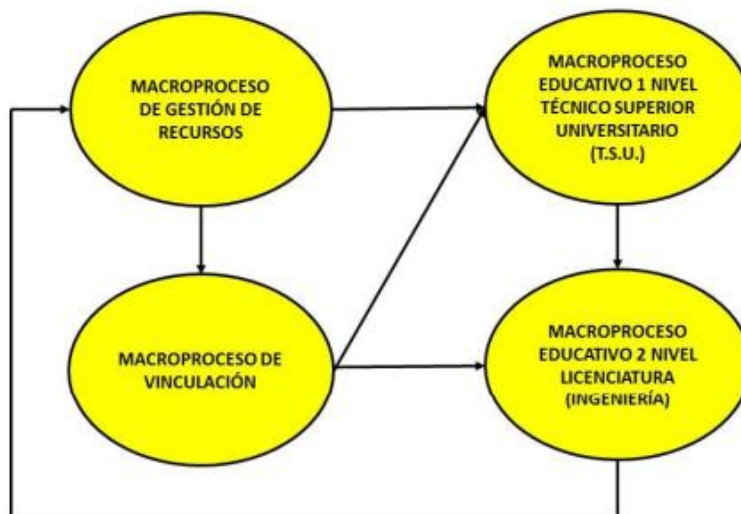 MACROPROCESO
DE GESTIÓN DE
RECURSOS
MACROPROCESO
EDUCATIVO 1 NIVEL
TÉCNICO SUPERIOR
UNIVERSITARIO
(T.S.U.)
MACROPROCESO DE
VINCULACIÓN
MACROPROCESO
EDUCATIVO 2 NIVEL
LICENCIATURA
(INGENIERÍA)